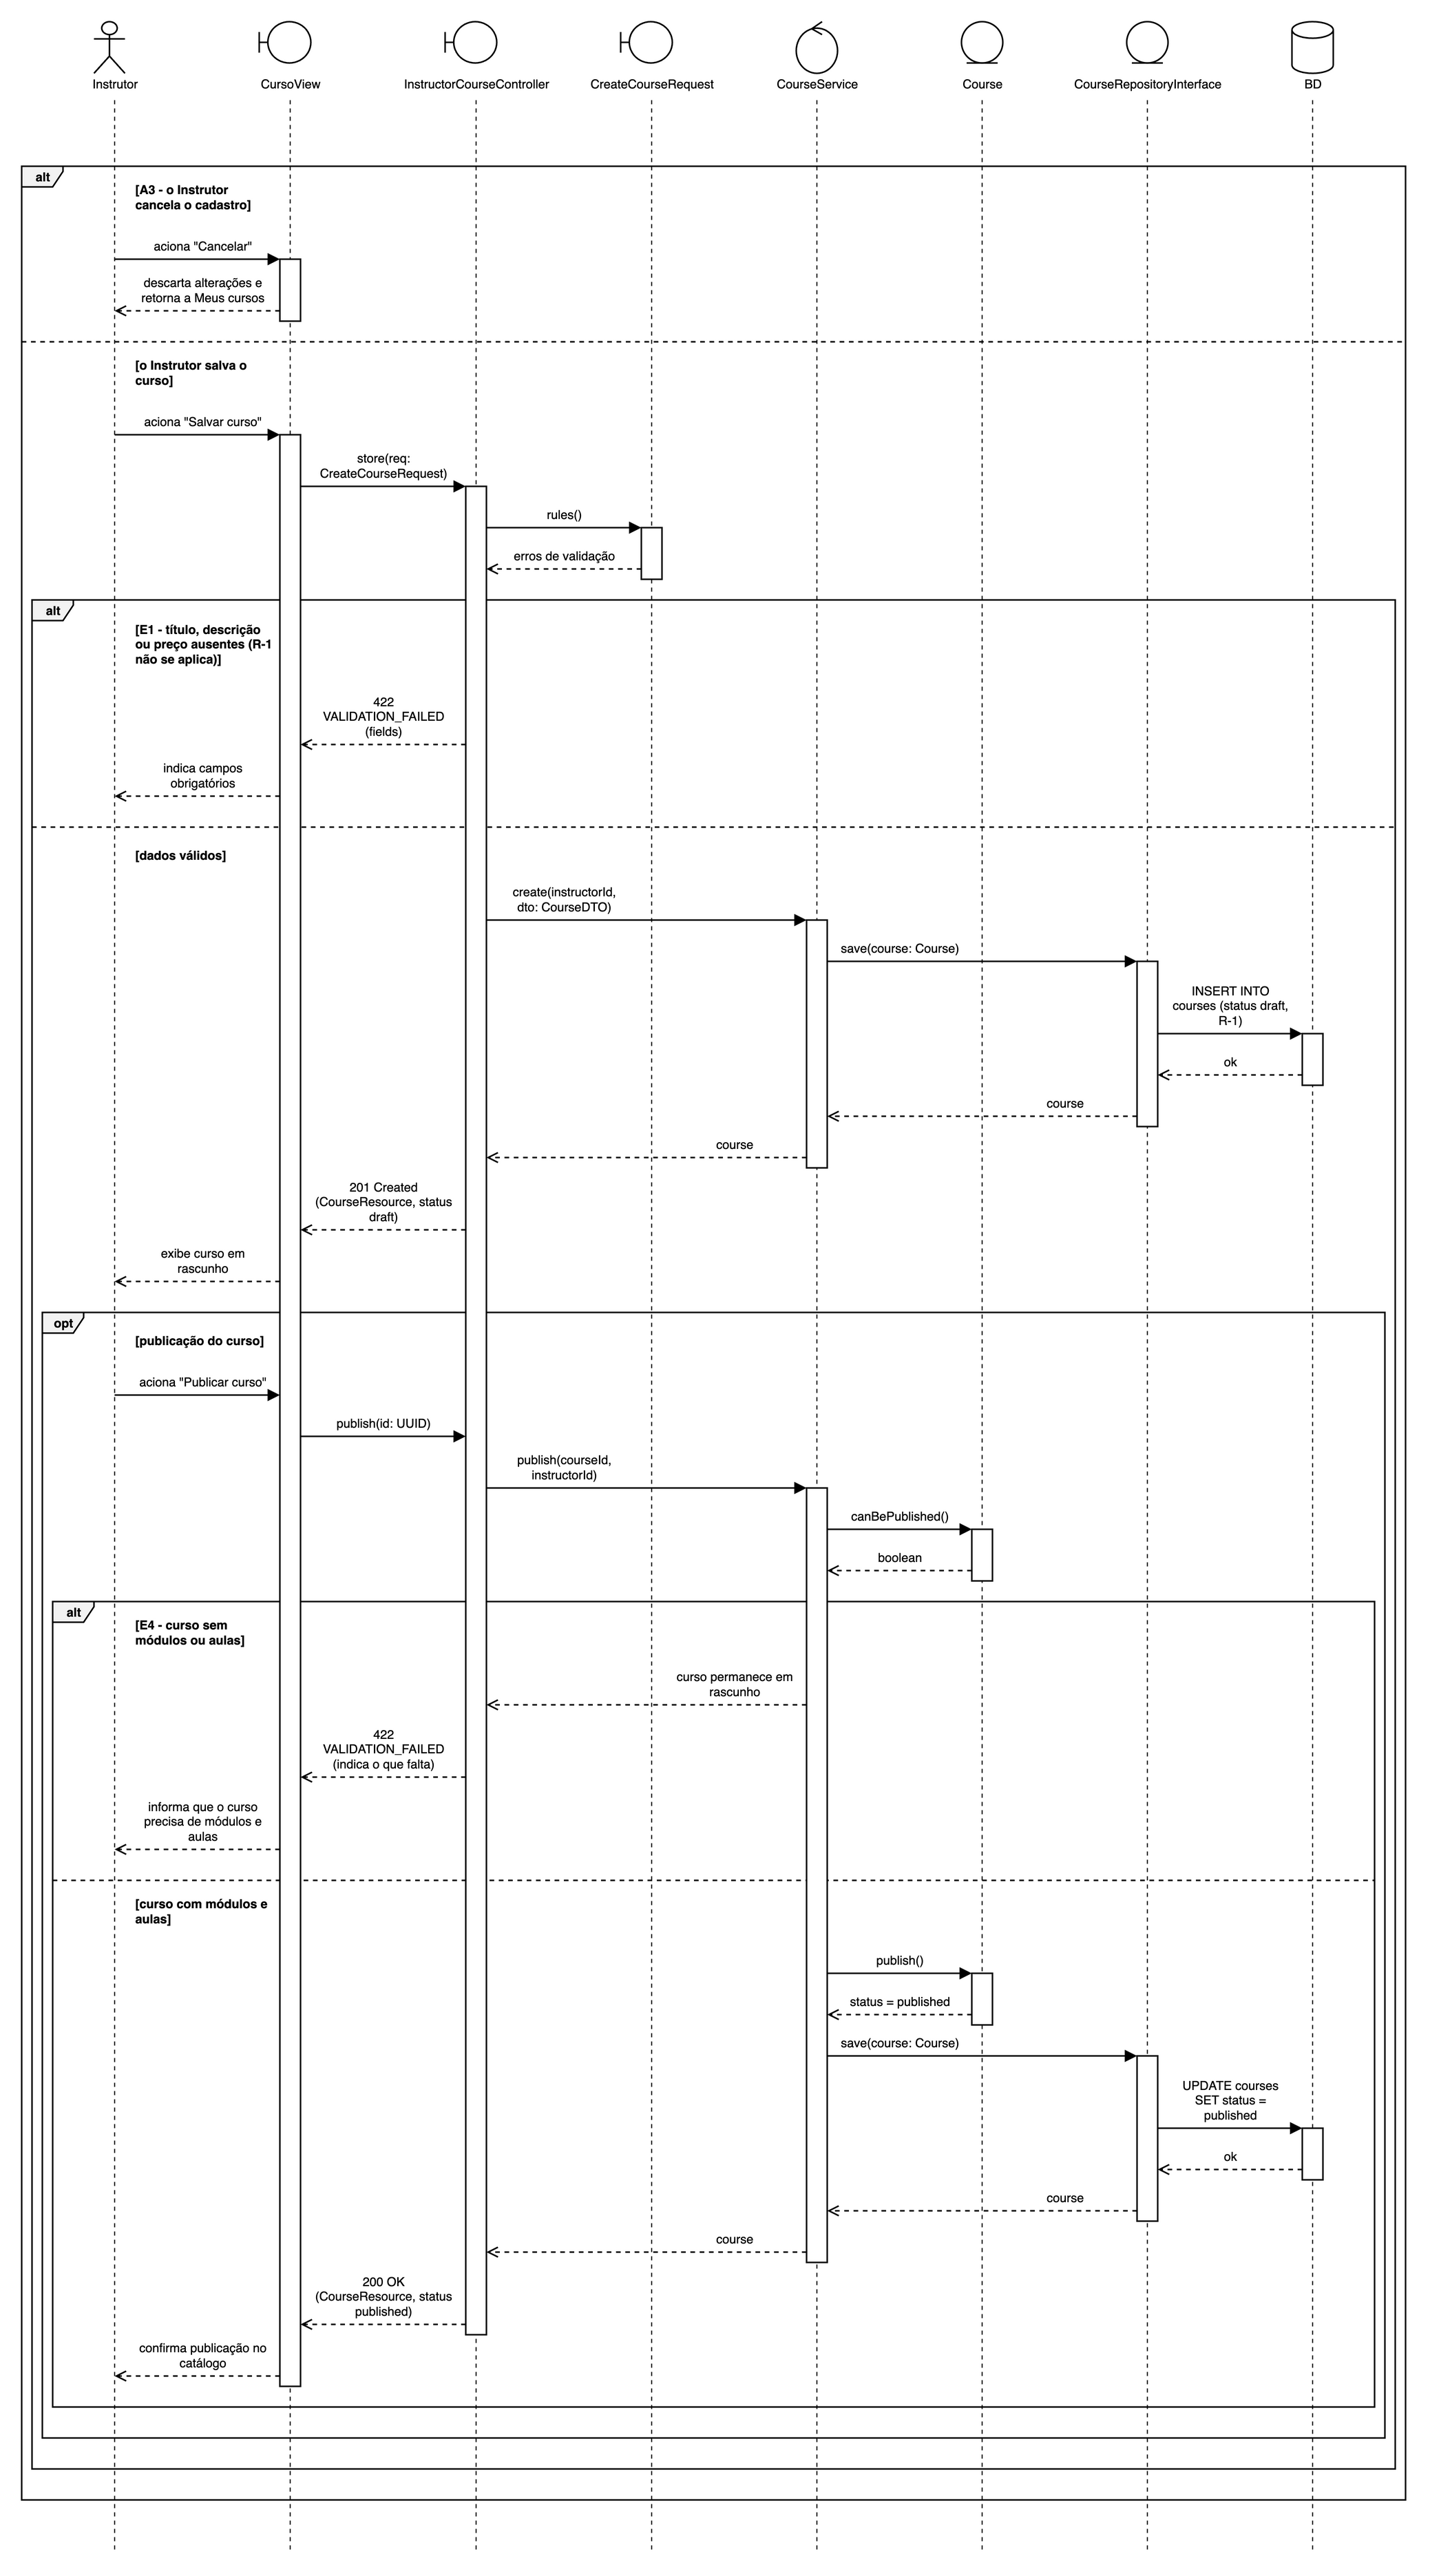 Instrutor
CursoView
InstructorCourseController
CreateCourseRequest
CourseService
Course
CourseRepositoryInterface
BD
alt
[A3 - o Instrutor
cancela o cadastro]
aciona "Cancelar"
descarta alterações e
retorna a Meus cursos
[o Instrutor salva o
curso]
aciona "Salvar curso"
store(req:
CreateCourseRequest)
rules()
erros de validação
alt
[E1 - título, descrição
ou preço ausentes (R-1
não se aplica)]
422
VALIDATION_FAILED
(fields)
indica campos
obrigatórios
[dados válidos]
create(instructorId,
dto: CourseDTO)
save(course: Course)
INSERT INTO
courses (status draft,
R-1)
ok
course
course
201 Created
(CourseResource, status
draft)
exibe curso em
rascunho
opt
[publicação do curso]
aciona "Publicar curso"
publish(id: UUID)
publish(courseId,
instructorId)
canBePublished()
boolean
alt
[E4 - curso sem
módulos ou aulas]
curso permanece em
rascunho
422
VALIDATION_FAILED
(indica o que falta)
informa que o curso
precisa de módulos e
aulas
[curso com módulos e
aulas]
publish()
status = published
save(course: Course)
UPDATE courses
SET status =
published
ok
course
course
200 OK
(CourseResource, status
published)
confirma publicação no
catálogo